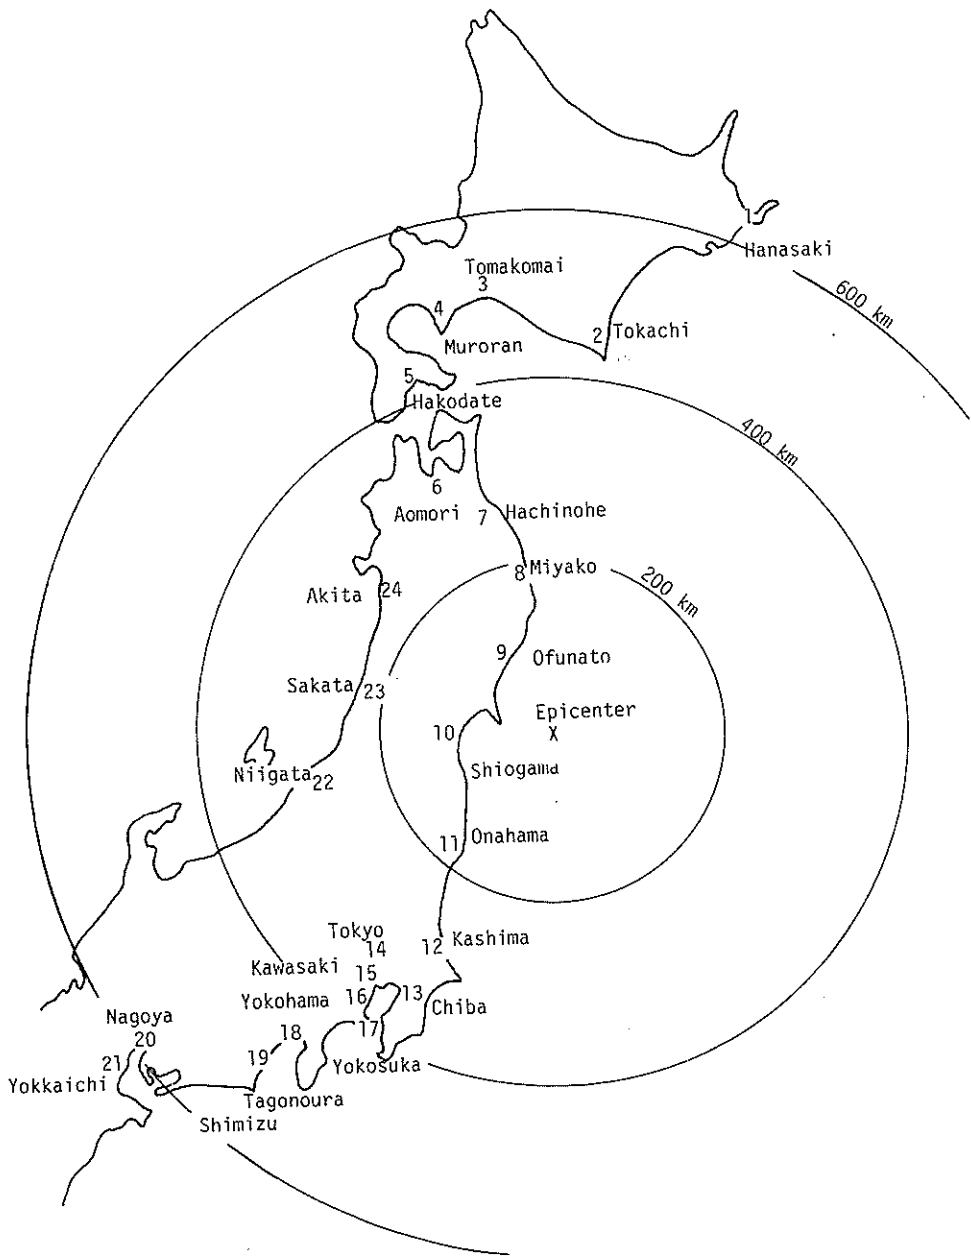 1
Hanasaki
Tomakomai
3
600 km
4
2 Tokachi
Muroran
5
Hakodate
400 km
6
Aomori 7 Hachinohe
8 Miyako
200 km
Akita 24
9 Ofunato
Sakata 23
Epicenter
X
10
Shiogama
Niigata 22
11 Onahama
Tokyo
14
12 Kashima
Kawasaki 15
Yokohama 16
13
Chiba
Nagoya
20
18
17
19
21
Yokosuka
Yokkaichi
Tagonoura
Shimizu